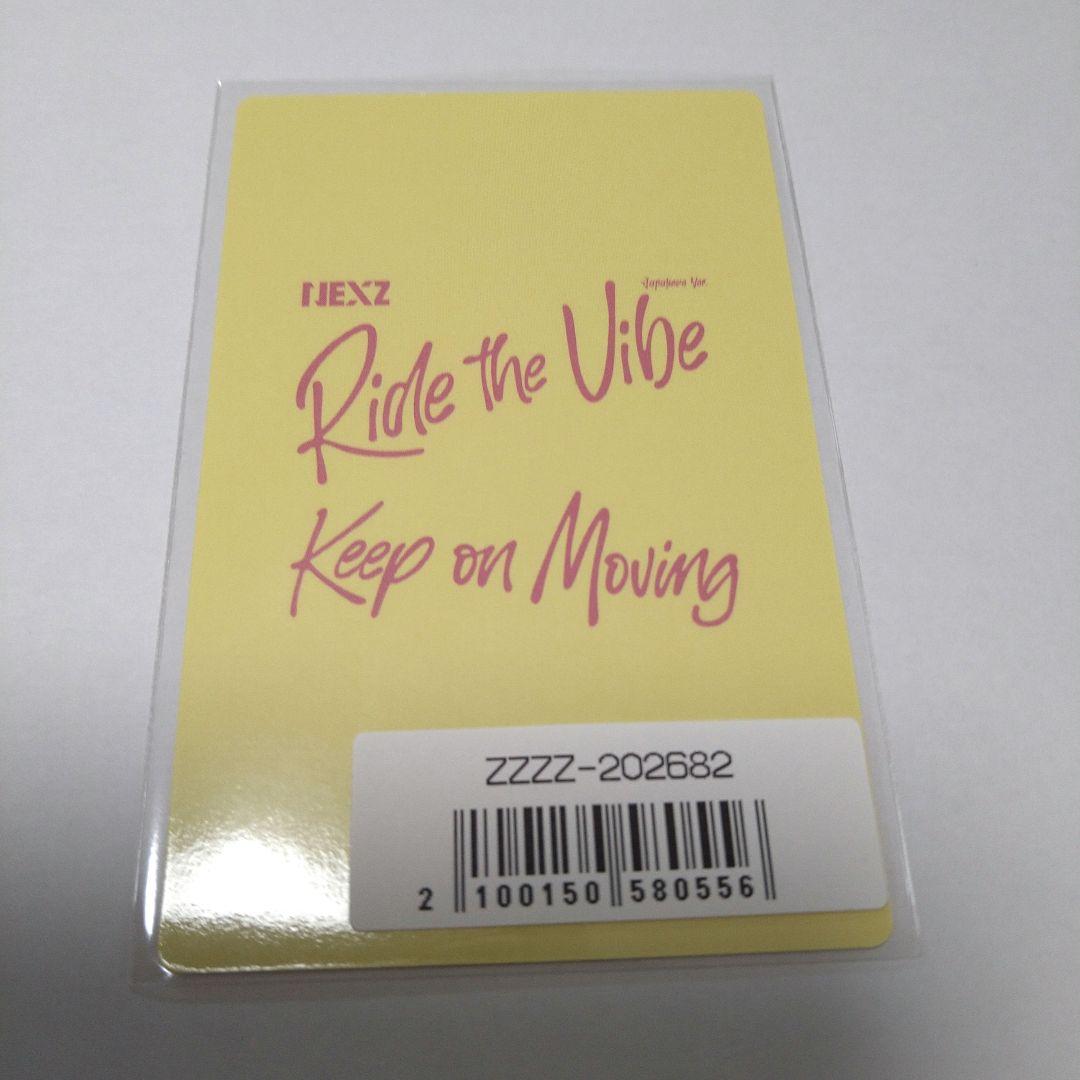 NEXZ
Japanese Ver.
Ride the Vibe
Keep on Moving
ZZZZ-202682
2 100150 580556